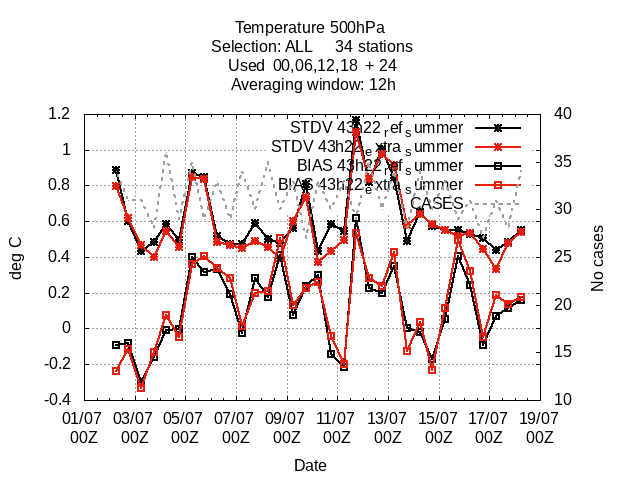 Temperature 500hPa
Selection: ALL 34 stations
Used 00,06,12,18 + 24
Averaging window: 12h
STDV 43h22refsummer
STDV 43h22extrasummer
BIAS 43h22refsummer
BIAS 43h22extrasummer
CASES
deg C
1.2
1
0.8
0.6
0.4
0.2
0
-0.2
-0.4
No cases
40
35
30
25
20
15
10
01/07 03/07 05/07 07/07 09/07 11/07 13/07 15/07 17/07 19/07
00Z 00Z 00Z 00Z 00Z 00Z 00Z 00Z 00Z 00Z
Date